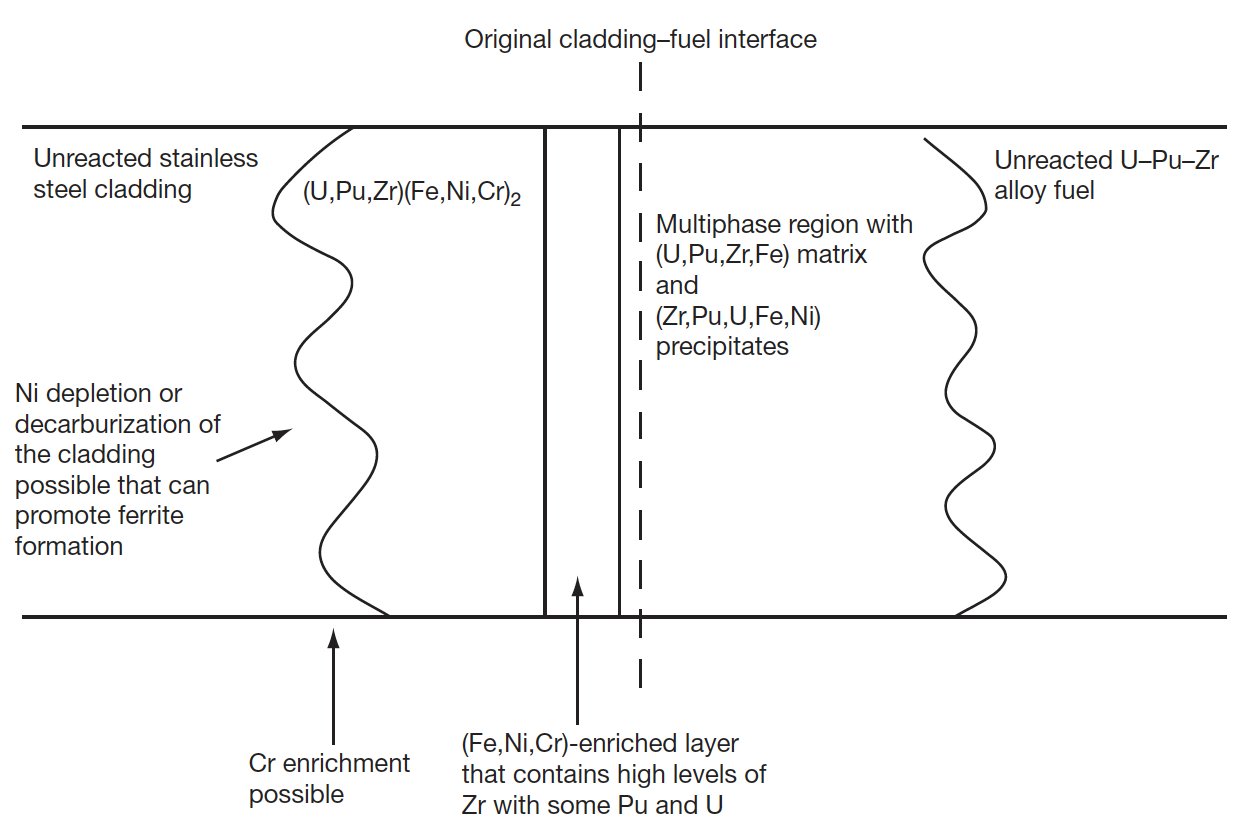 Original cladding–fuel interface
Unreacted stainless
steel cladding
(U,Pu,Zr)(Fe,Ni,Cr)₂
Unreacted U–Pu–Zr
alloy fuel
Multiphase region with
(U,Pu,Zr,Fe) matrix
and
(Zr,Pu,U,Fe,Ni)
precipitates
Ni depletion or
decarburization of
the cladding
possible that can
promote ferrite
formation
Cr enrichment
possible
(Fe,Ni,Cr)-enriched layer
that contains high levels of
Zr with some Pu and U